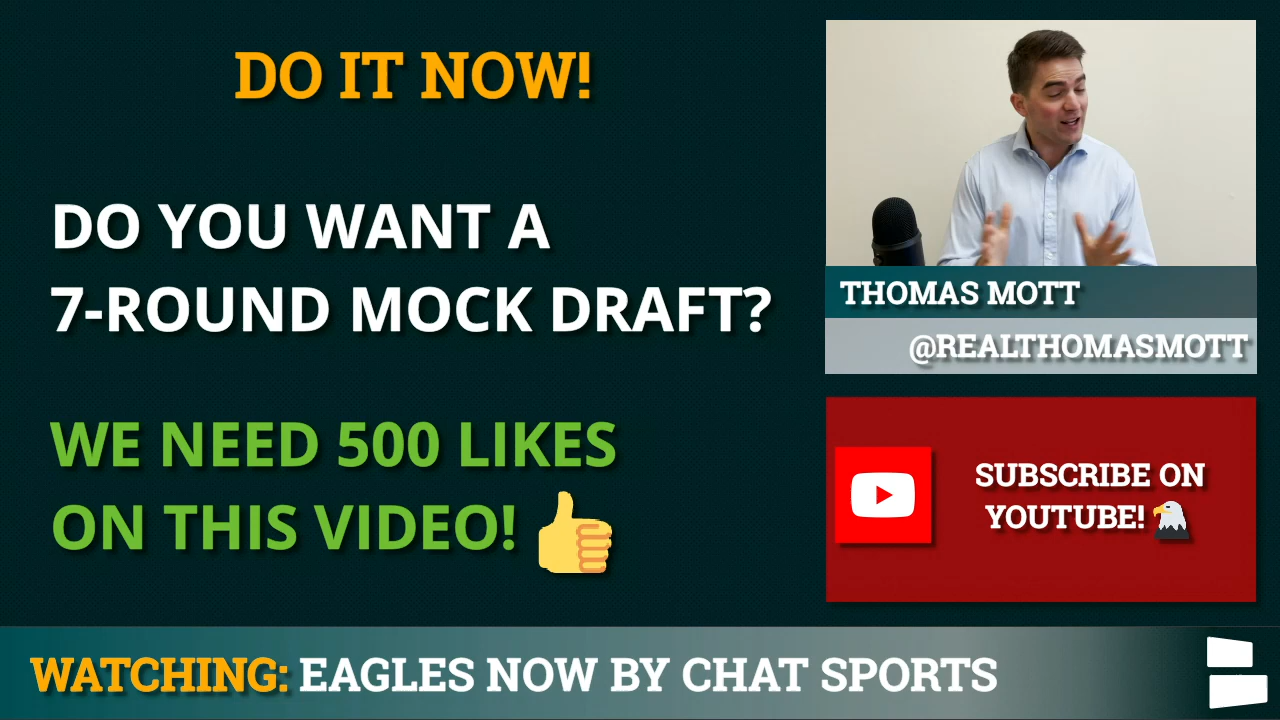 DO IT NOW!
DO YOU WANT A
7-ROUND MOCK DRAFT?
WE NEED 500 LIKES
ON THIS VIDEO!
THOMAS MOTT
@REALTHOMASMOTT
SUBSCRIBE ON
YOUTUBE!
WATCHING: EAGLES NOW BY CHAT SPORTS